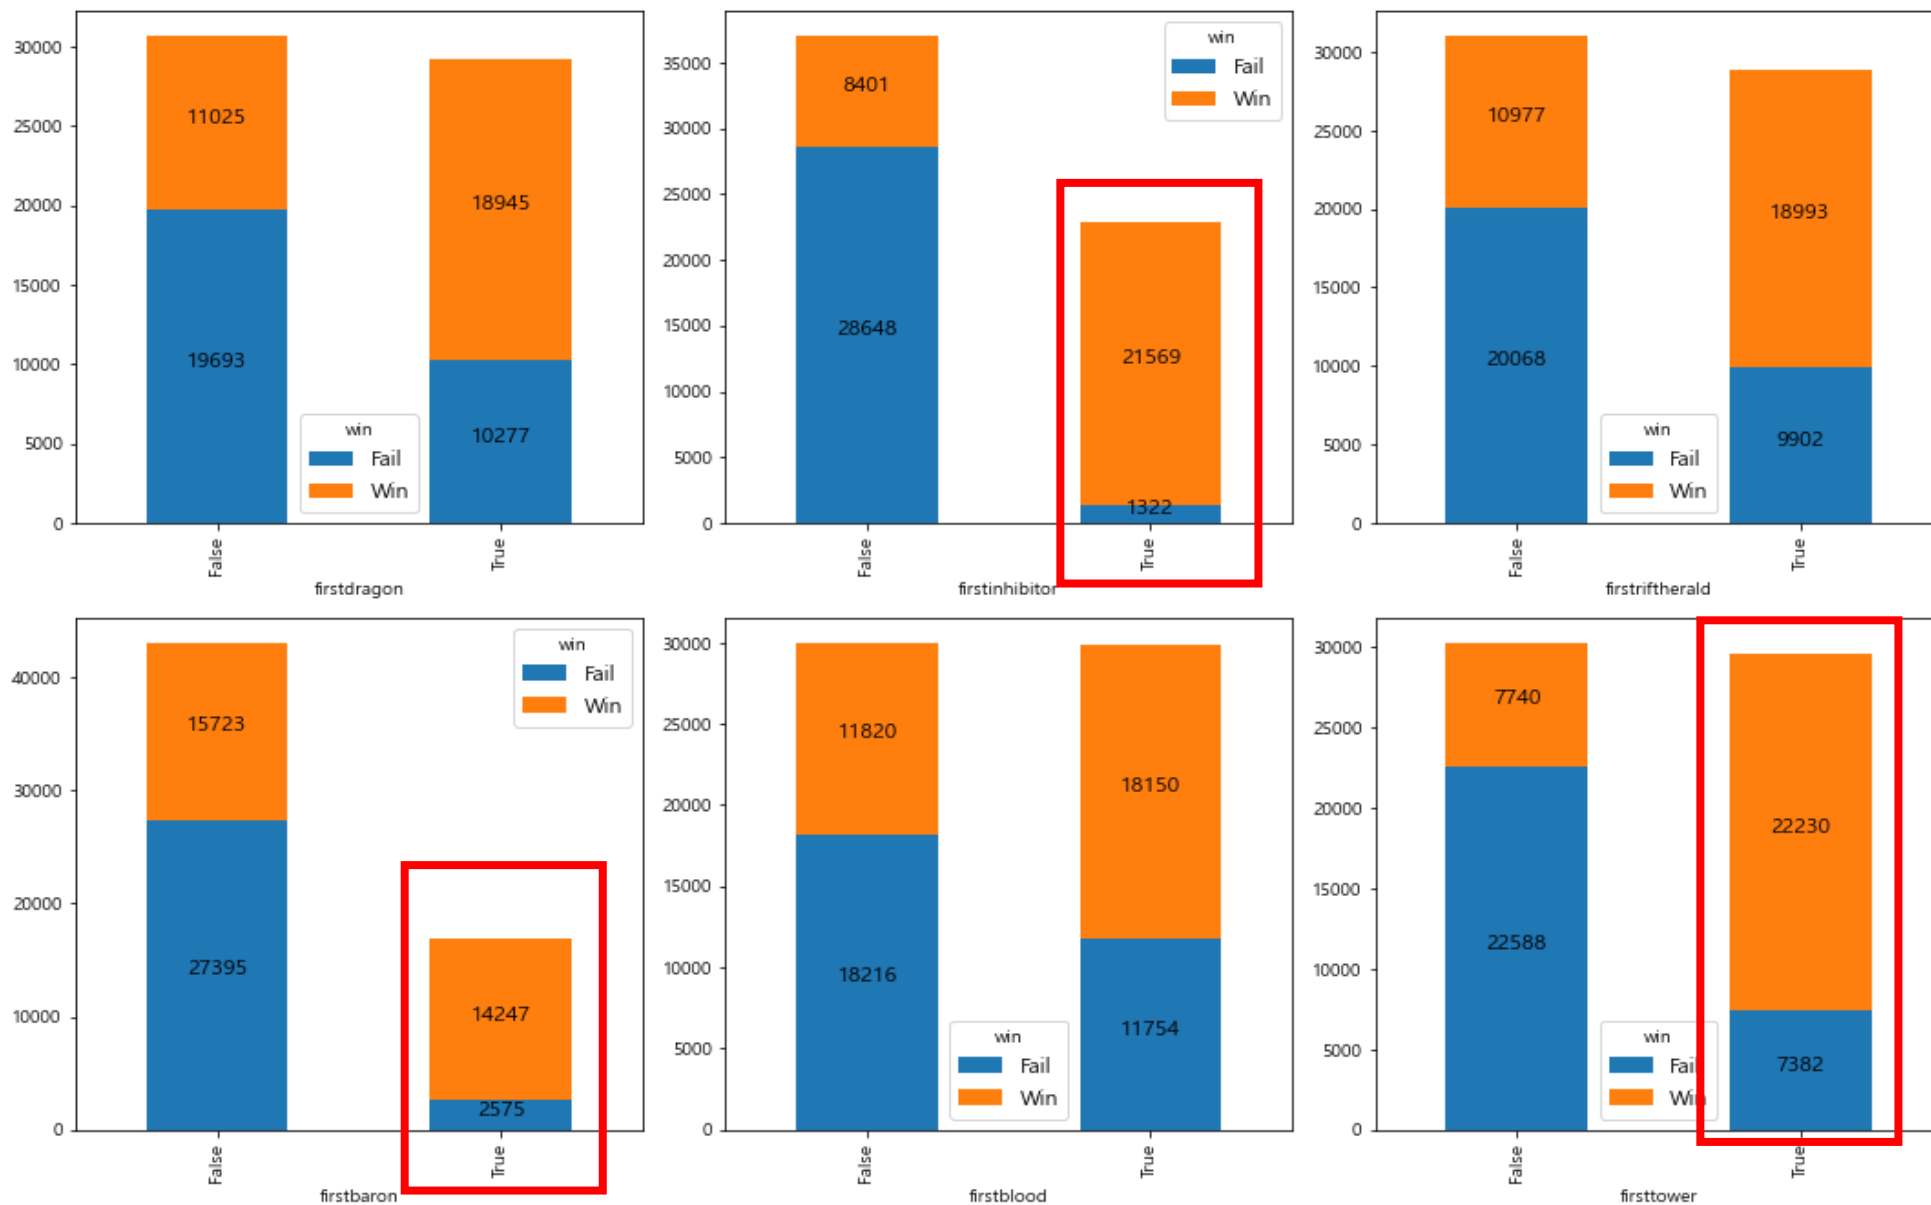 30000
25000
20000
15000
10000
5000
0
11025
19693
18945
10277
win
Fail
Win
False
True
firstdragon
35000
30000
25000
20000
15000
10000
5000
0
8401
28648
21569
1322
win
Fail
Win
False
True
firstinhibitor
30000
25000
20000
15000
10000
5000
0
10977
20068
18993
9902
win
Fail
Win
False
True
firstriftherald
40000
30000
20000
10000
0
15723
27395
14247
2575
win
Fail
Win
False
True
firstbaron
30000
25000
20000
15000
10000
5000
0
11820
18216
18150
11754
win
Fail
Win
False
True
firstblood
30000
25000
20000
15000
10000
5000
0
7740
22588
22230
7382
win
Fail
Win
False
True
firsttower